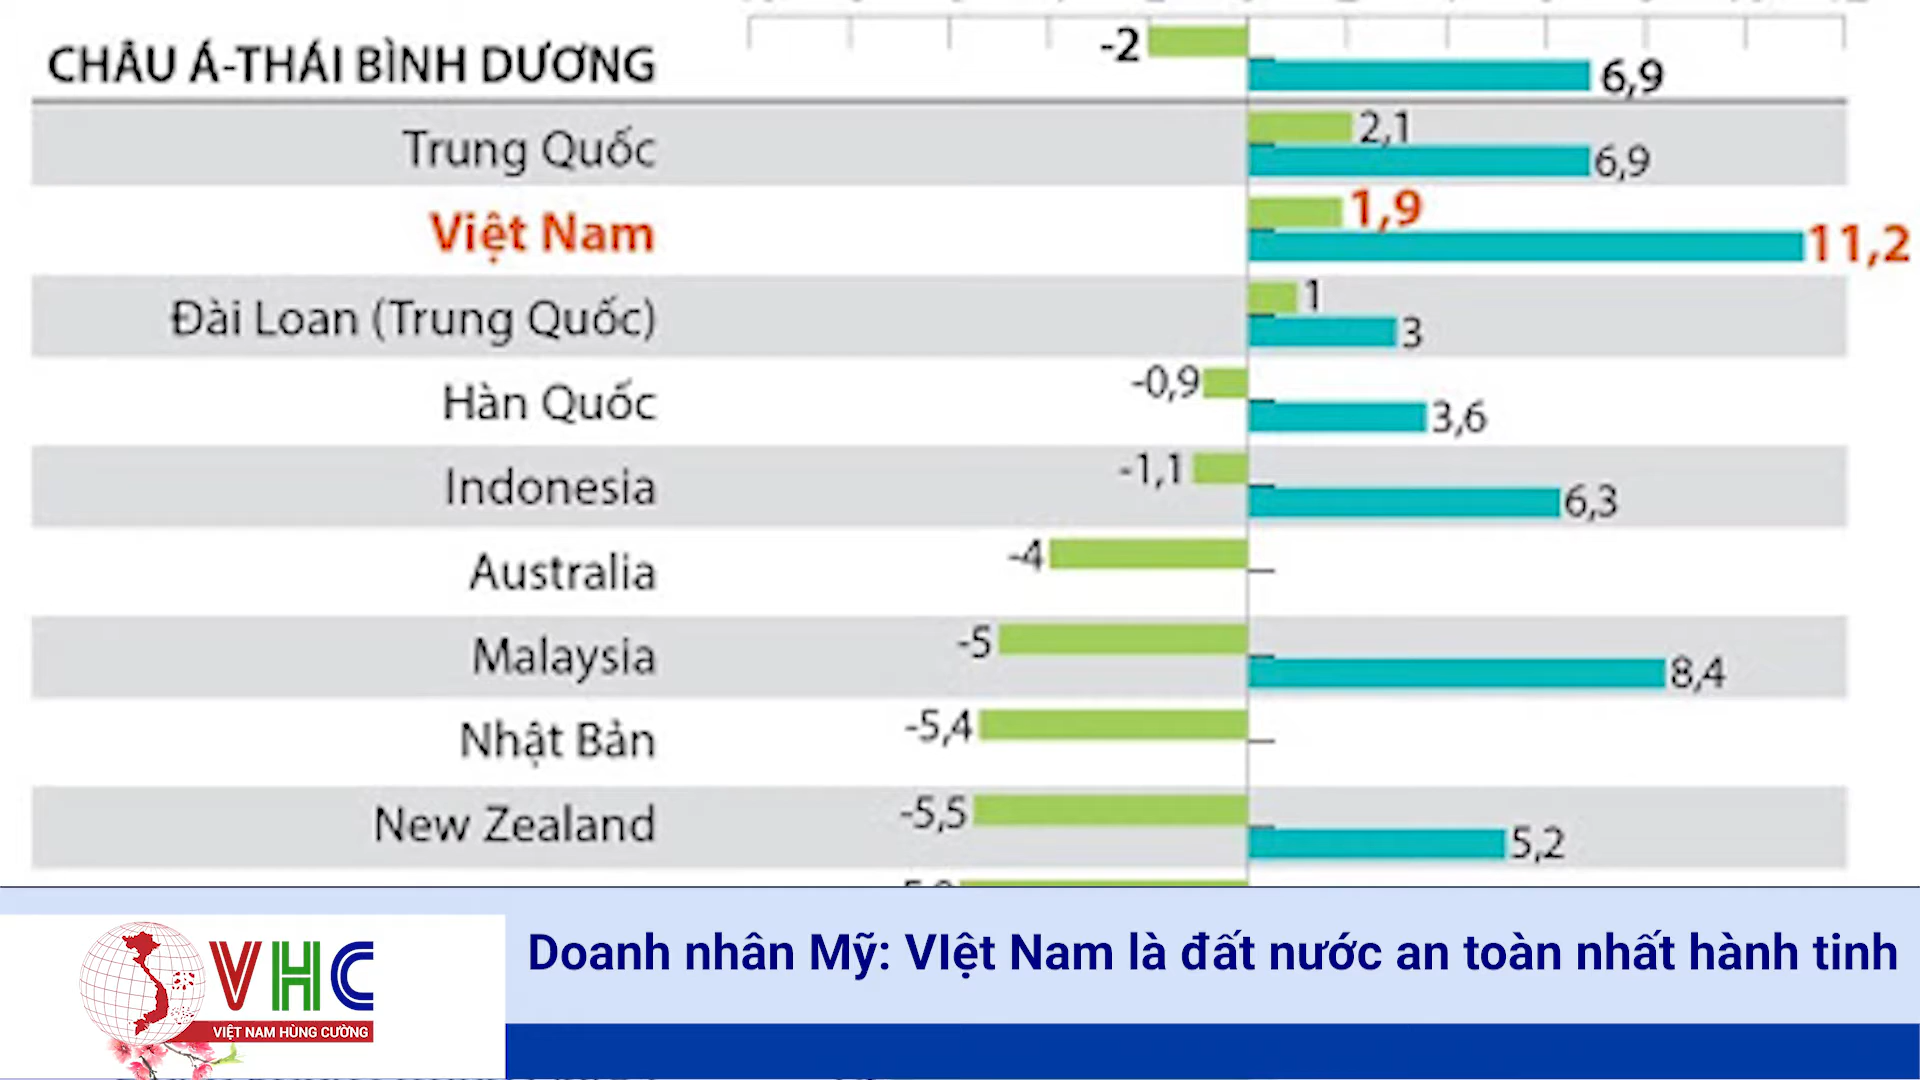 CHÂU Á-THÁI BÌNH DƯƠNG
-2
6,9
Trung Quốc
2,1
6,9
Việt Nam
1,9
11,2
Đài Loan (Trung Quốc)
1
3
Hàn Quốc
-0,9
3,6
Indonesia
-1,1
6,3
Australia
-4
Malaysia
-5
8,4
Nhật Bản
-5,4
New Zealand
-5,5
5,2
VHC
VIỆT NAM HÙNG CƯỜNG
Doanh nhân Mỹ: VIệt Nam là đất nước an toàn nhất hành tinh